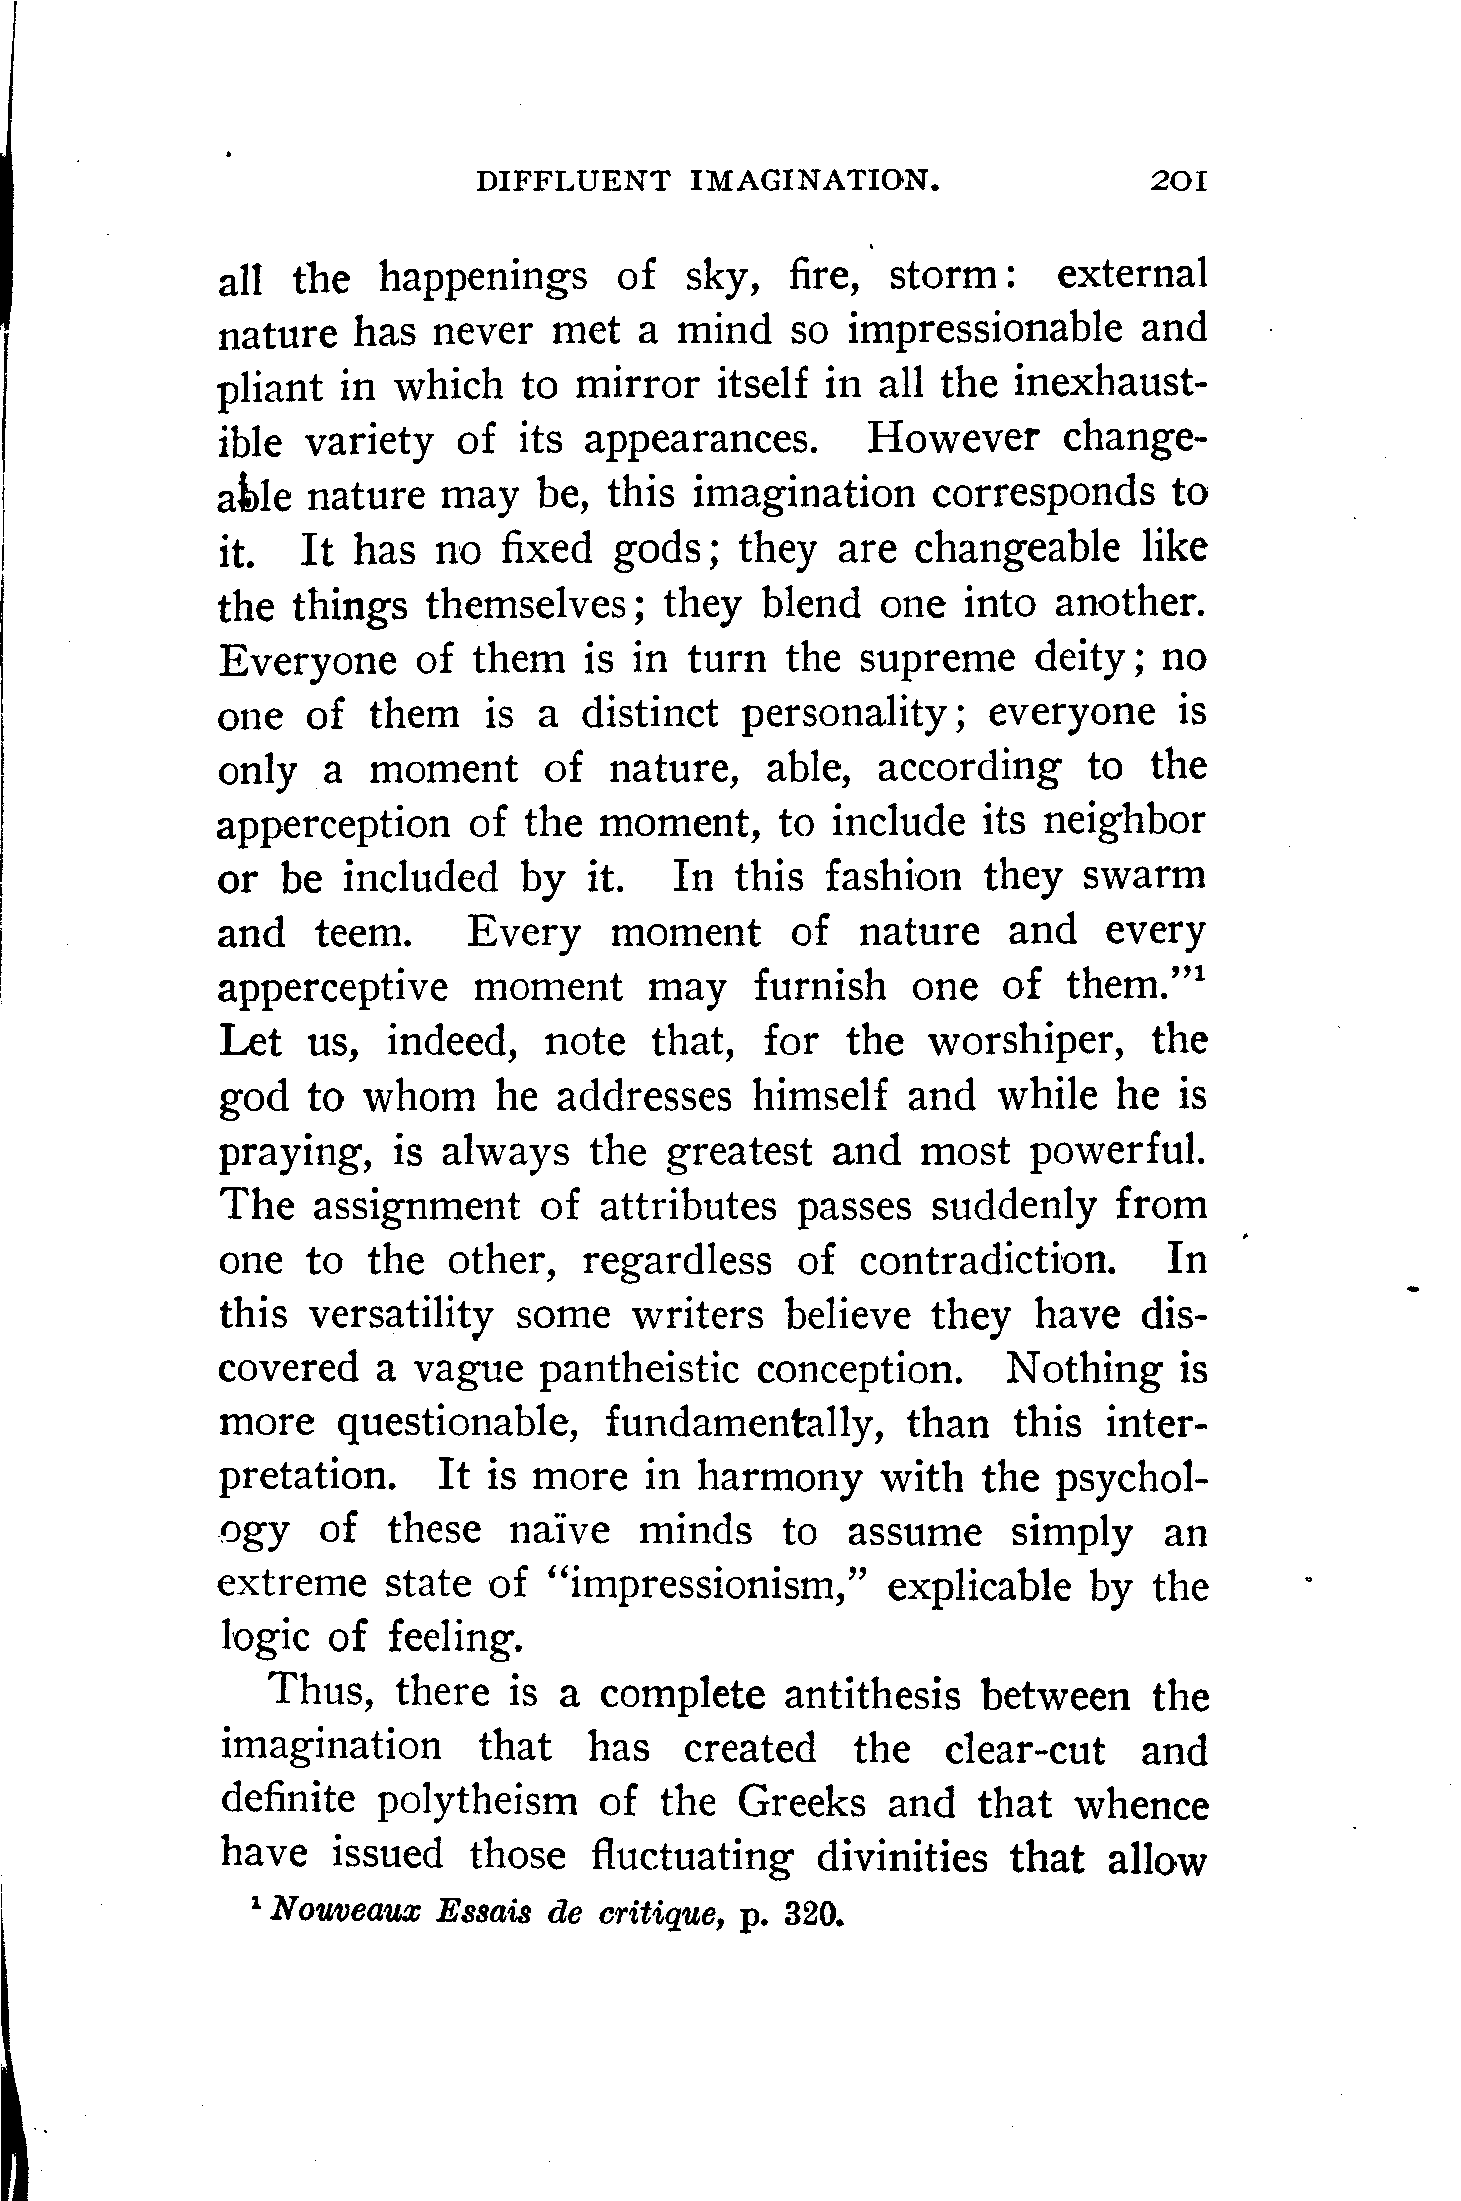 DIFFLUENT IMAGINATION. 201
all the happenings of sky, fire, storm: external
nature has never met a mind so impressionable and
pliant in which to mirror itself in all the inexhaust-
ible variety of its appearances. However change-
able nature may be, this imagination corresponds to
it. It has no fixed gods; they are changeable like
the things themselves; they blend one into another.
Everyone of them is in turn the supreme deity; no
one of them is a distinct personality; everyone is
only a moment of nature, able, according to the
apperception of the moment, to include its neighbor
or be included by it. In this fashion they swarm
and teem. Every moment of nature and every
apperceptive moment may furnish one of them."¹
Let us, indeed, note that, for the worshiper, the
god to whom he addresses himself and while he is
praying, is always the greatest and most powerful.
The assignment of attributes passes suddenly from
one to the other, regardless of contradiction. In
this versatility some writers believe they have dis-
covered a vague pantheistic conception. Nothing is
more questionable, fundamentally, than this inter-
pretation. It is more in harmony with the psychol-
ogy of these naïve minds to assume simply an
extreme state of "impressionism," explicable by the
logic of feeling.
Thus, there is a complete antithesis between the
imagination that has created the clear-cut and
definite polytheism of the Greeks and that whence
have issued those fluctuating divinities that allow
¹ Nouveaux Essais de critique, p. 320.